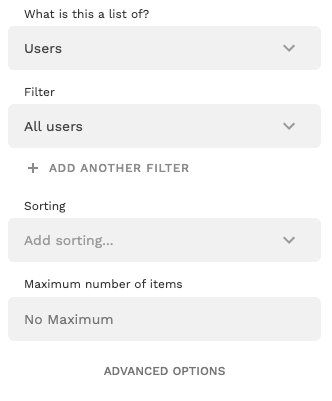 What is this a list of?
Users
Filter
All users
+ ADD ANOTHER FILTER
Sorting
Add sorting...
Maximum number of items
No Maximum
ADVANCED OPTIONS